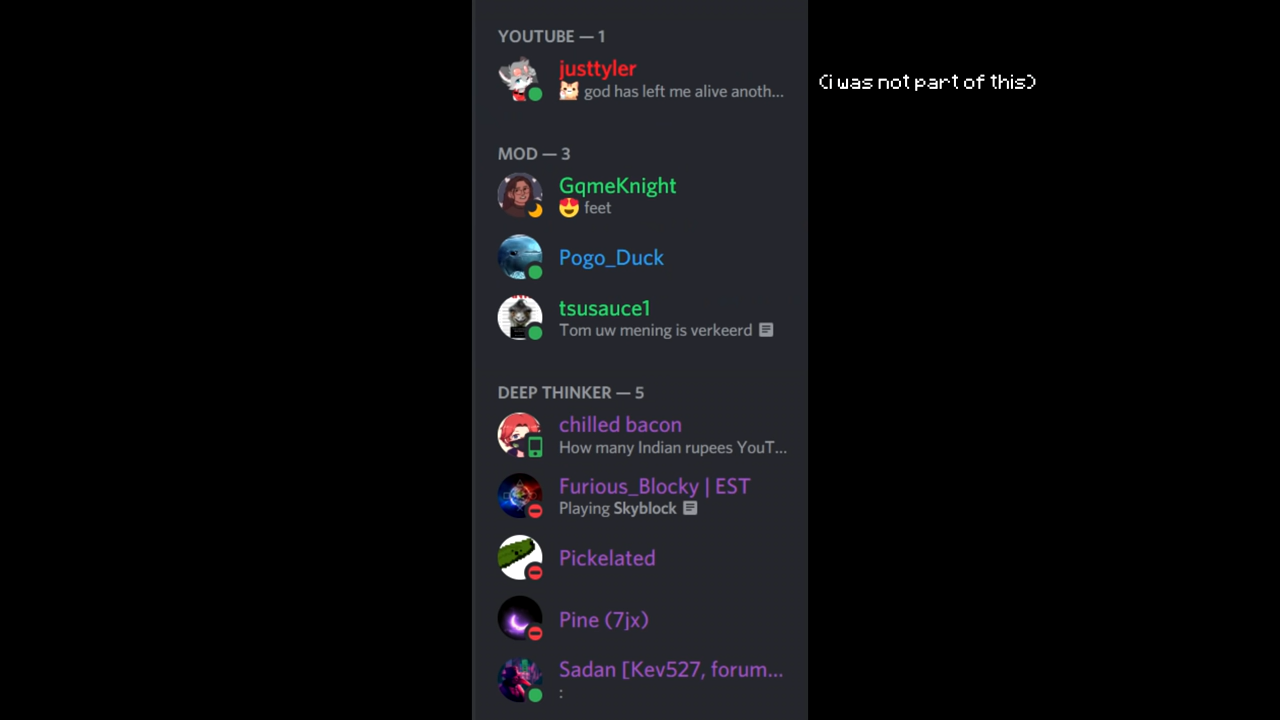 YOUTUBE — 1
justtyler
god has left me alive anoth...
(i was not part of this)
MOD — 3
GqmeKnight
feet
Pogo_Duck
tsusauce1
Tom uw mening is verkeerd
DEEP THINKER — 5
chilled bacon
How many Indian rupees YouT...
Furious_Blocky | EST
Playing Skyblock
Pickelated
Pine (7jx)
Sadan [Kev527, forum...
: